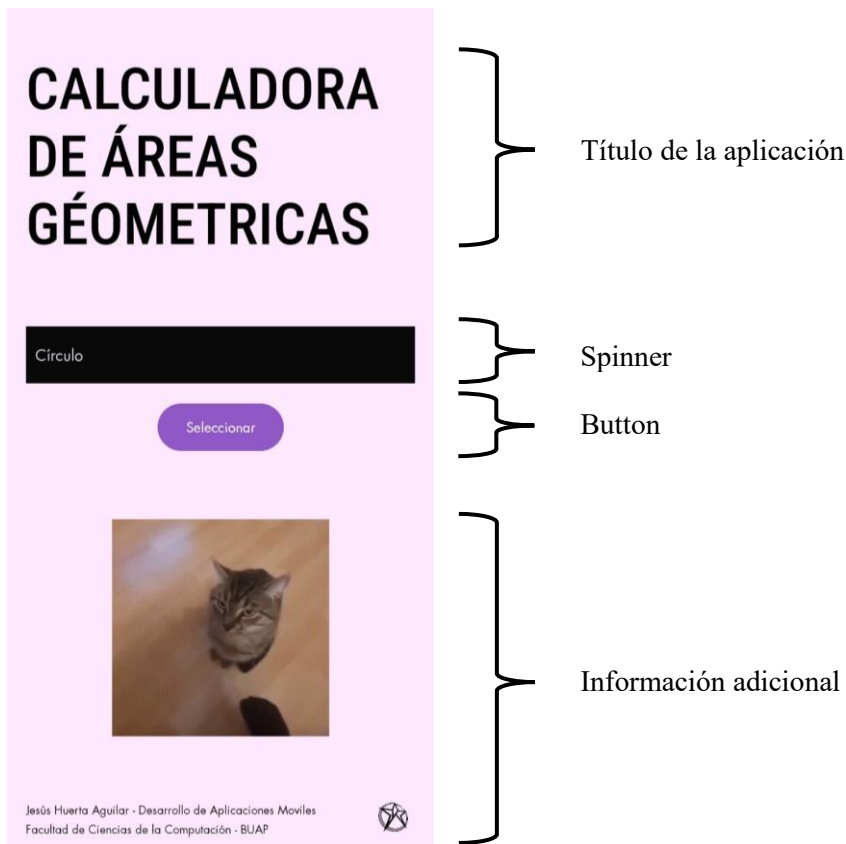 CALCULADORA
DE ÁREAS
GÉOMETRICAS
Título de la aplicación
Círculo
Spinner
Seleccionar
Button
Información adicional
Jesús Huerta Aguilar - Desarrollo de Aplicaciones Moviles
Facultad de Ciencias de la Computación - BUAP